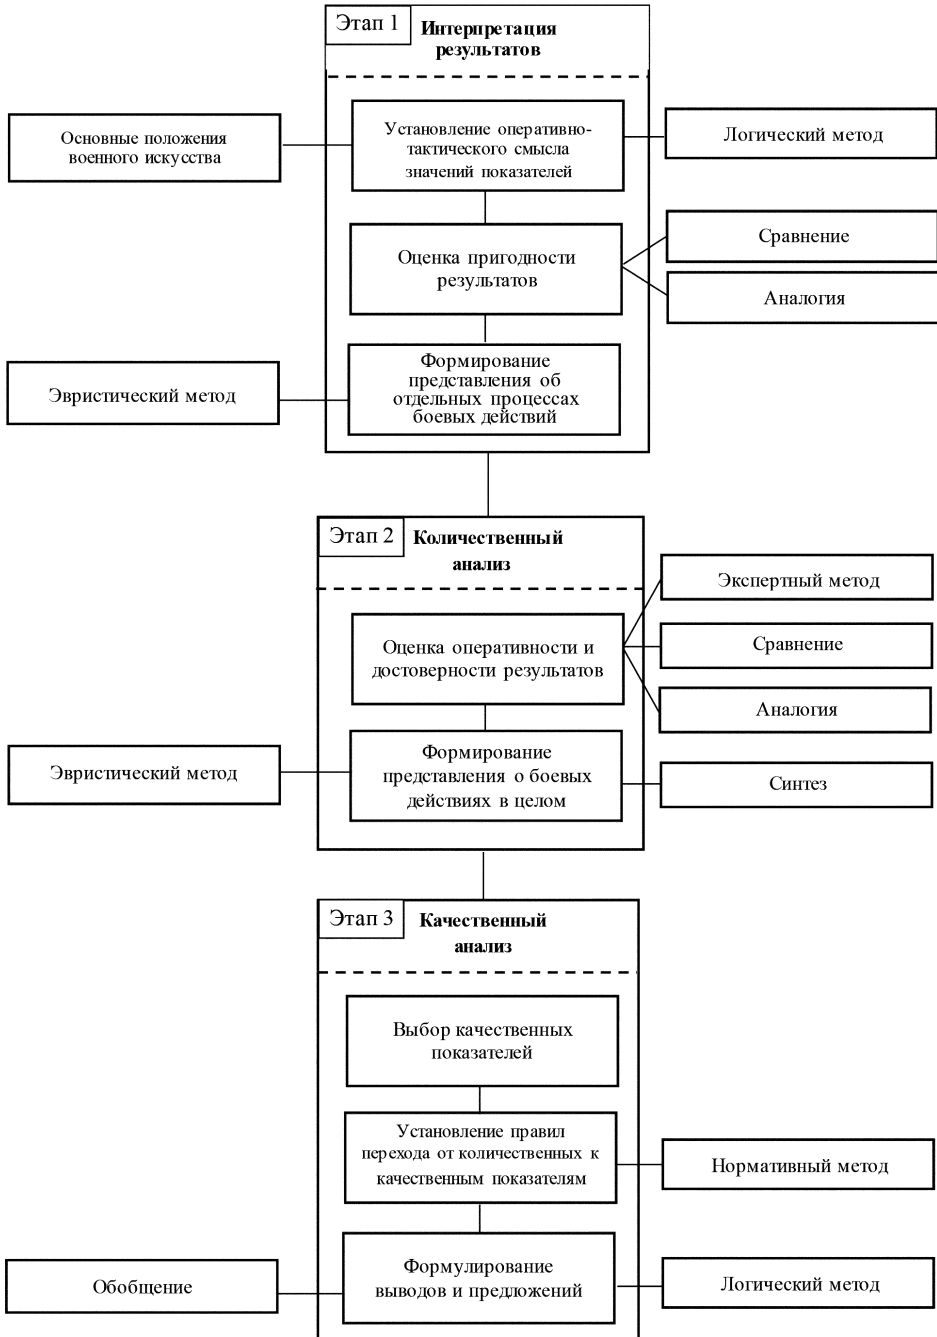 Этап 1
Интерпретация
результатов
Основные положения
военного искусства
Установление оперативно-
тактического смысла
значений показателей
Логический метод
Оценка пригодности
результатов
Сравнение
Аналогия
Эвристический метод
Формирование
представления об
отдельных процессах
боевых действий
Этап 2
Количественный
анализ
Оценка оперативности и
достоверности результатов
Экспертный метод
Сравнение
Аналогия
Эвристический метод
Формирование
представления о боевых
действиях в целом
Синтез
Этап 3
Качественный
анализ
Выбор качественных
показателей
Установление правил
перехода от количественных к
качественным показателям
Нормативный метод
Обобщение
Формулирование
выводов и предложений
Логический метод